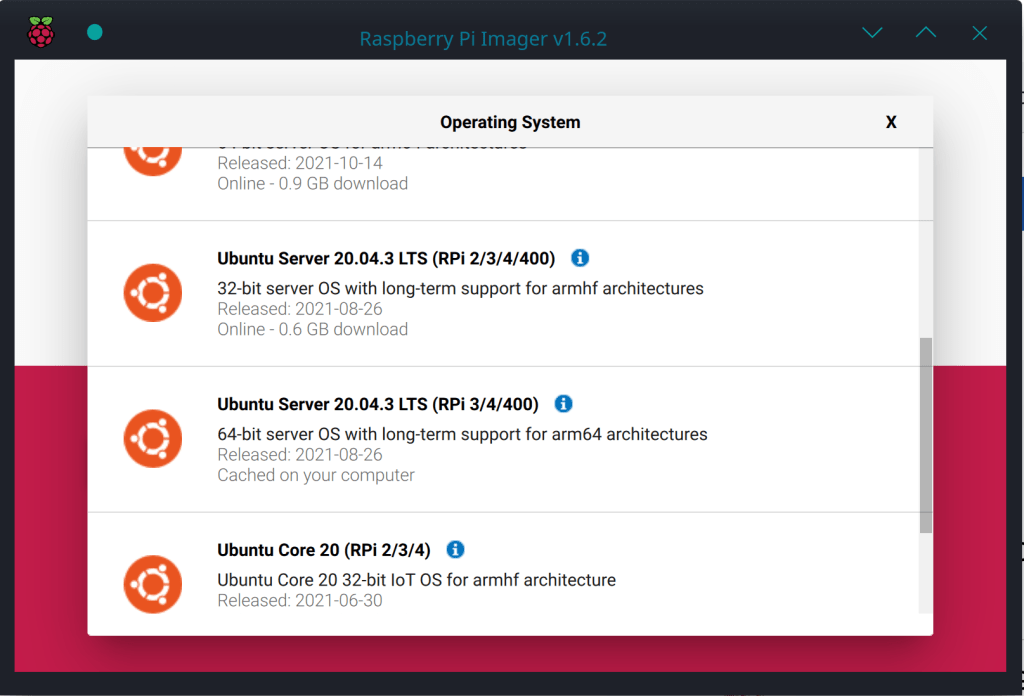 Raspberry Pi Imager v1.6.2
Operating System
X
Released: 2021-10-14
Online - 0.9 GB download
Ubuntu Server 20.04.3 LTS (RPi 2/3/4/400)
32-bit server OS with long-term support for armhf architectures
Released: 2021-08-26
Online - 0.6 GB download
Ubuntu Server 20.04.3 LTS (RPi 3/4/400)
64-bit server OS with long-term support for arm64 architectures
Released: 2021-08-26
Cached on your computer
Ubuntu Core 20 (RPi 2/3/4)
Ubuntu Core 20 32-bit IoT OS for armhf architecture
Released: 2021-06-30